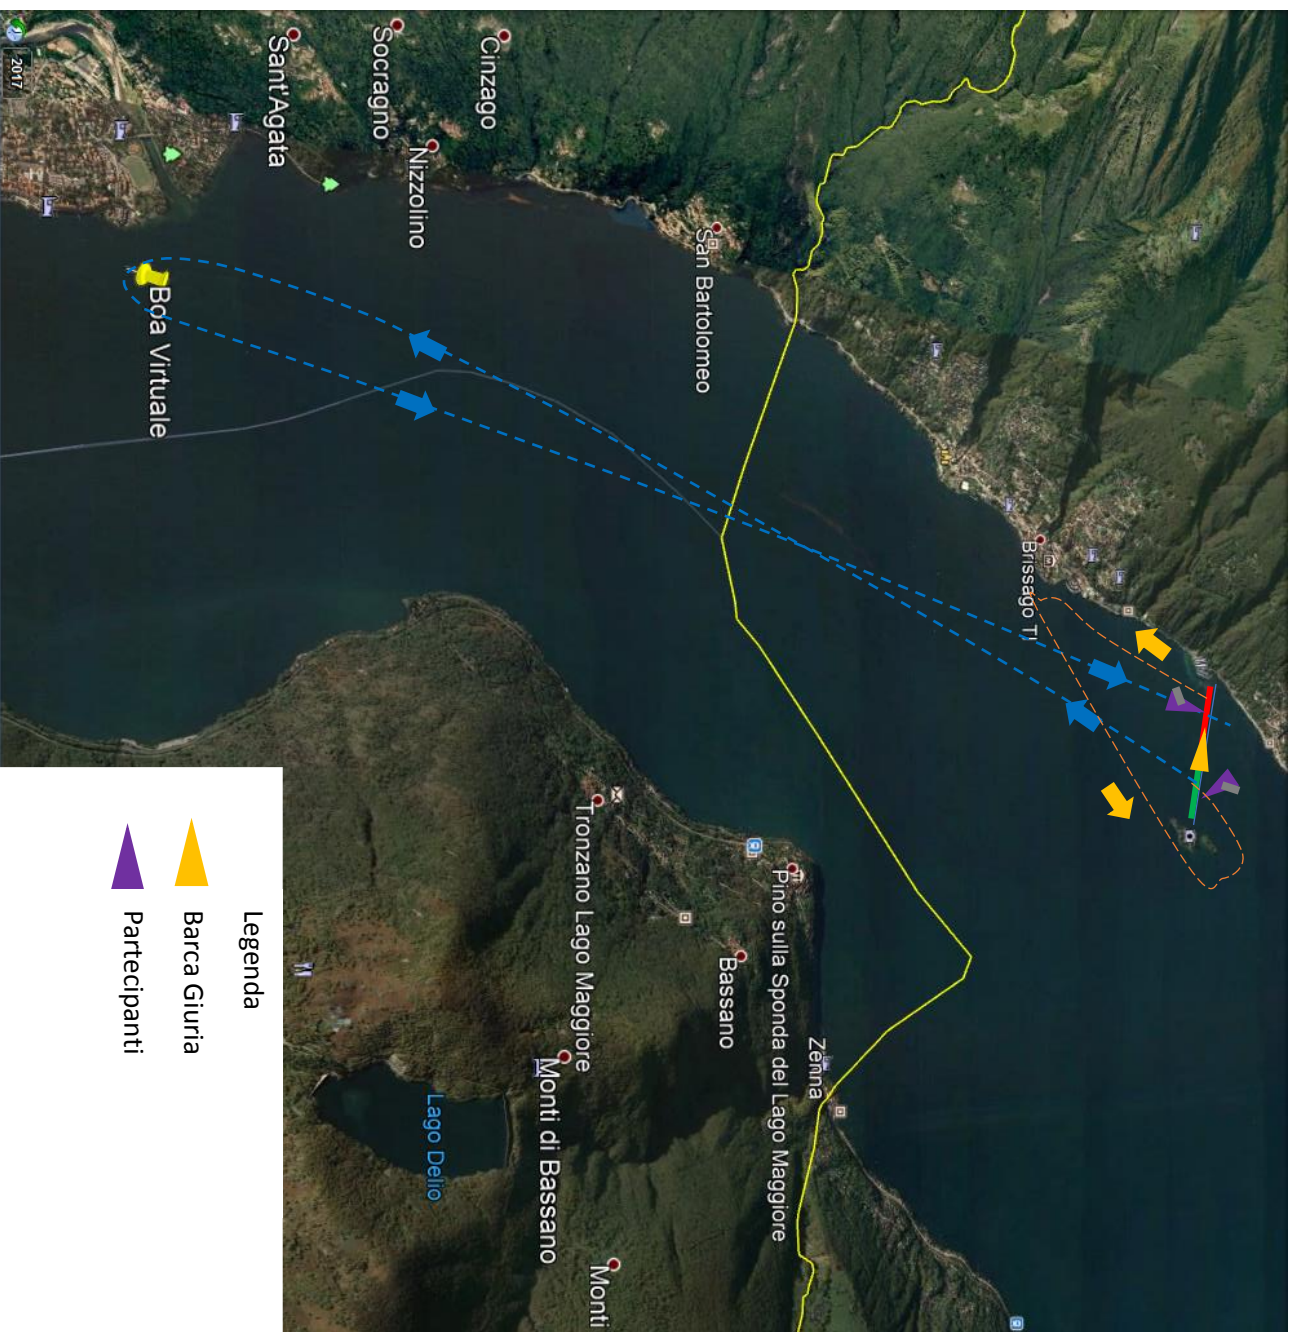 Cinzago
Socragno
Sant'Agata
2017
Nizzolino
San Bartolomeo
Boa Virtuale
Brissago TI
Tronzano Lago Maggiore
Pino sulla Sponda del Lago Maggiore
Bassano
Zenna
Monti di Bassano
Lago Delio
Monti
Legenda
Barca Giuria
Partecipanti